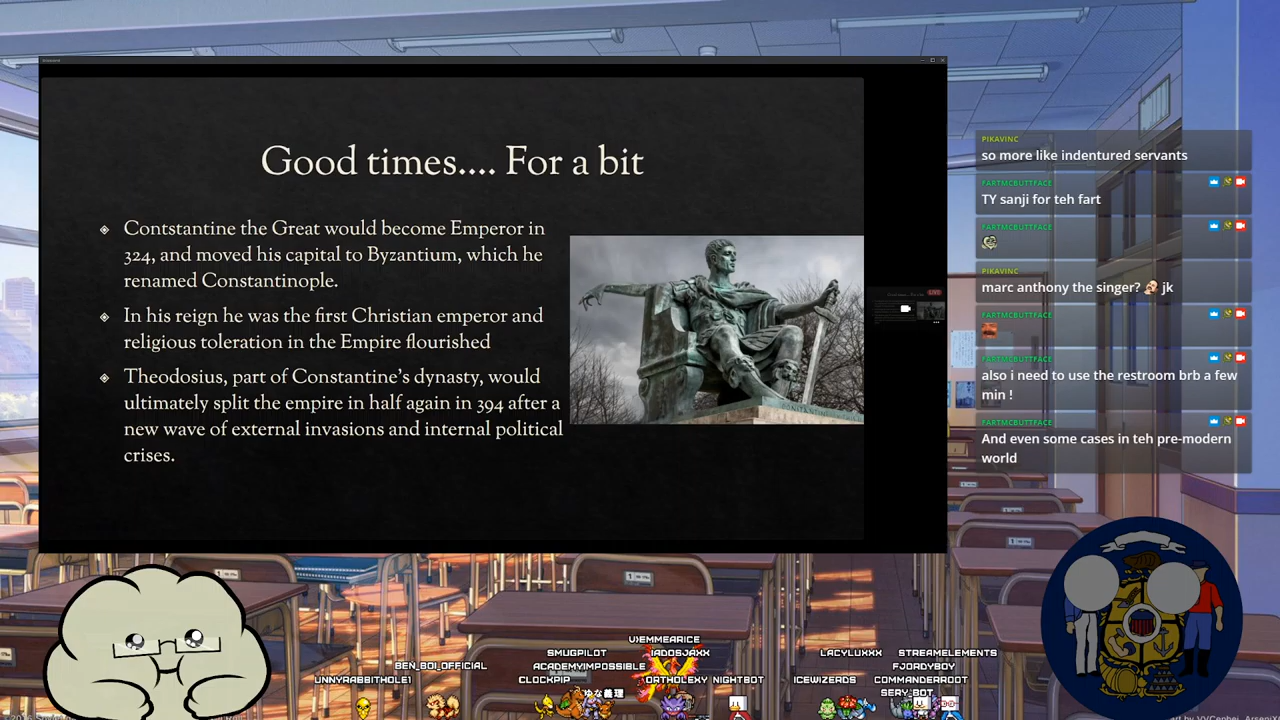 Good times.... For a bit
Contstantine the Great would become Emperor in
324, and moved his capital to Byzantium, which he
renamed Constantinople.
In his reign he was the first Christian emperor and
religious toleration in the Empire flourished
Theodosius, part of Constantine's dynasty, would
ultimately split the empire in half again in 394 after a
new wave of external invasions and internal political
crises.
LIVE
PIKAVINC
so more like indentured servants
FARTMCBUTTFACE
TY sanji for teh fart
FARTMCBUTTFACE
PIKAVINC
marc anthony the singer? jk
FARTMCBUTTFACE
FARTMCBUTTFACE
also i need to use the restroom brb a few
min !
FARTMCBUTTFACE
And even some cases in teh pre-modern
world
VJEMMERICE
SMUGPILOT
IADOSJAXX
LACYLUXXX
STREAMELEMENTS
BEN_BOI_OFFICIAL
ACADEMYIMPOSSIBLE
FJORDYBOY
UNNYRABBITHOLE1
CLOCKPIP
ORTHOLEXY
NIGHTBOT
ICEWIZERDS
COMMANDERROOT
SERY_BOT